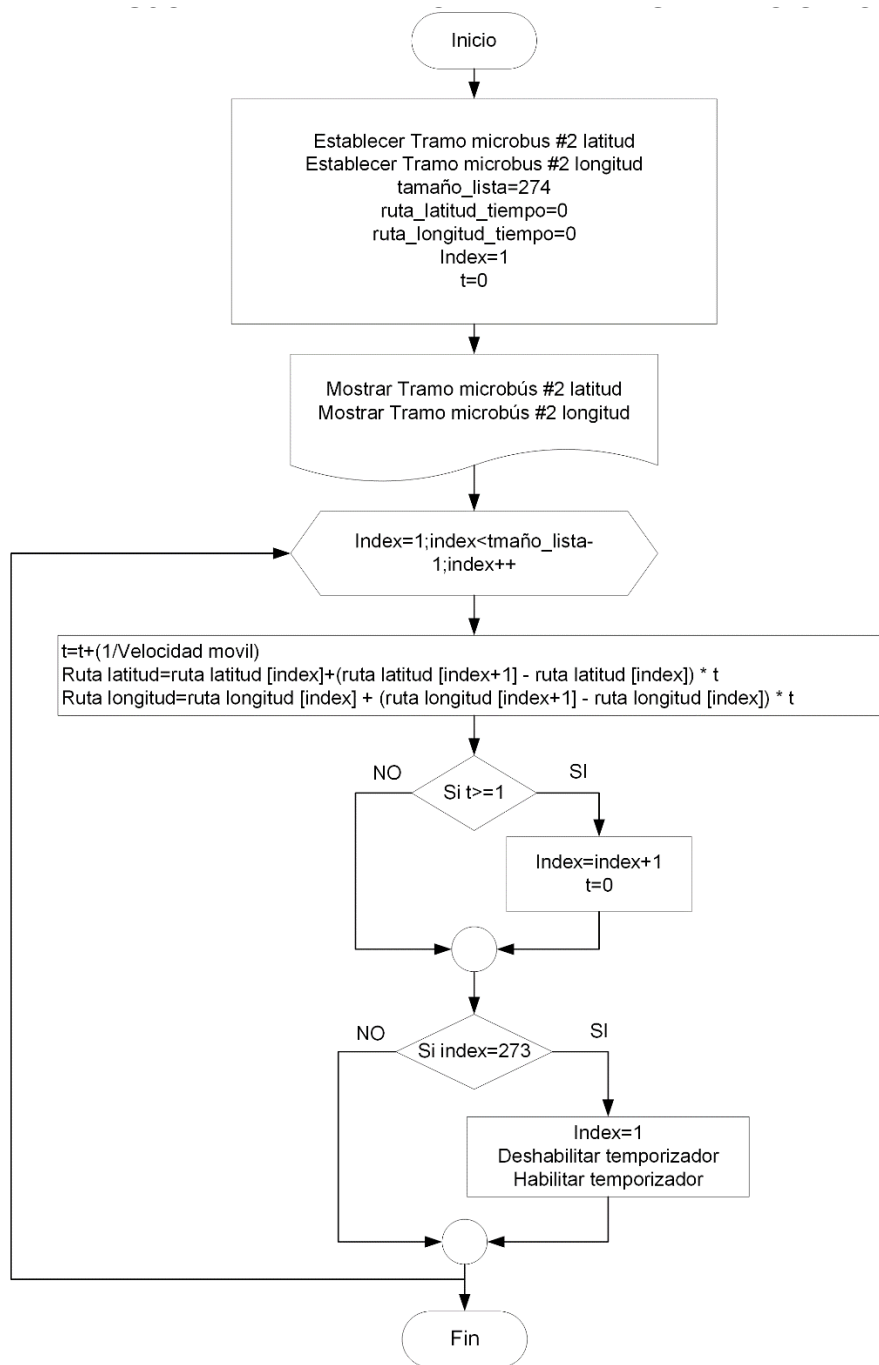 Inicio
Establecer Tramo microbus #2 latitud
Establecer Tramo microbus #2 longitud
tamaño_lista=274
ruta_latitud_tiempo=0
ruta_longitud_tiempo=0
Index=1
t=0
Mostrar Tramo microbús #2 latitud
Mostrar Tramo microbús #2 longitud
Index=1;index<tmaño_lista-
1;index++
t=t+(1/Velocidad movil)
Ruta latitud=ruta latitud [index]+(ruta latitud [index+1] - ruta latitud [index]) * t
Ruta longitud=ruta longitud [index] + (ruta longitud [index+1] - ruta longitud [index]) * t
NO
Si t>=1
SI
Index=index+1
t=0
NO
Si index=273
SI
Index=1
Deshabilitar temporizador
Habilitar temporizador
Fin